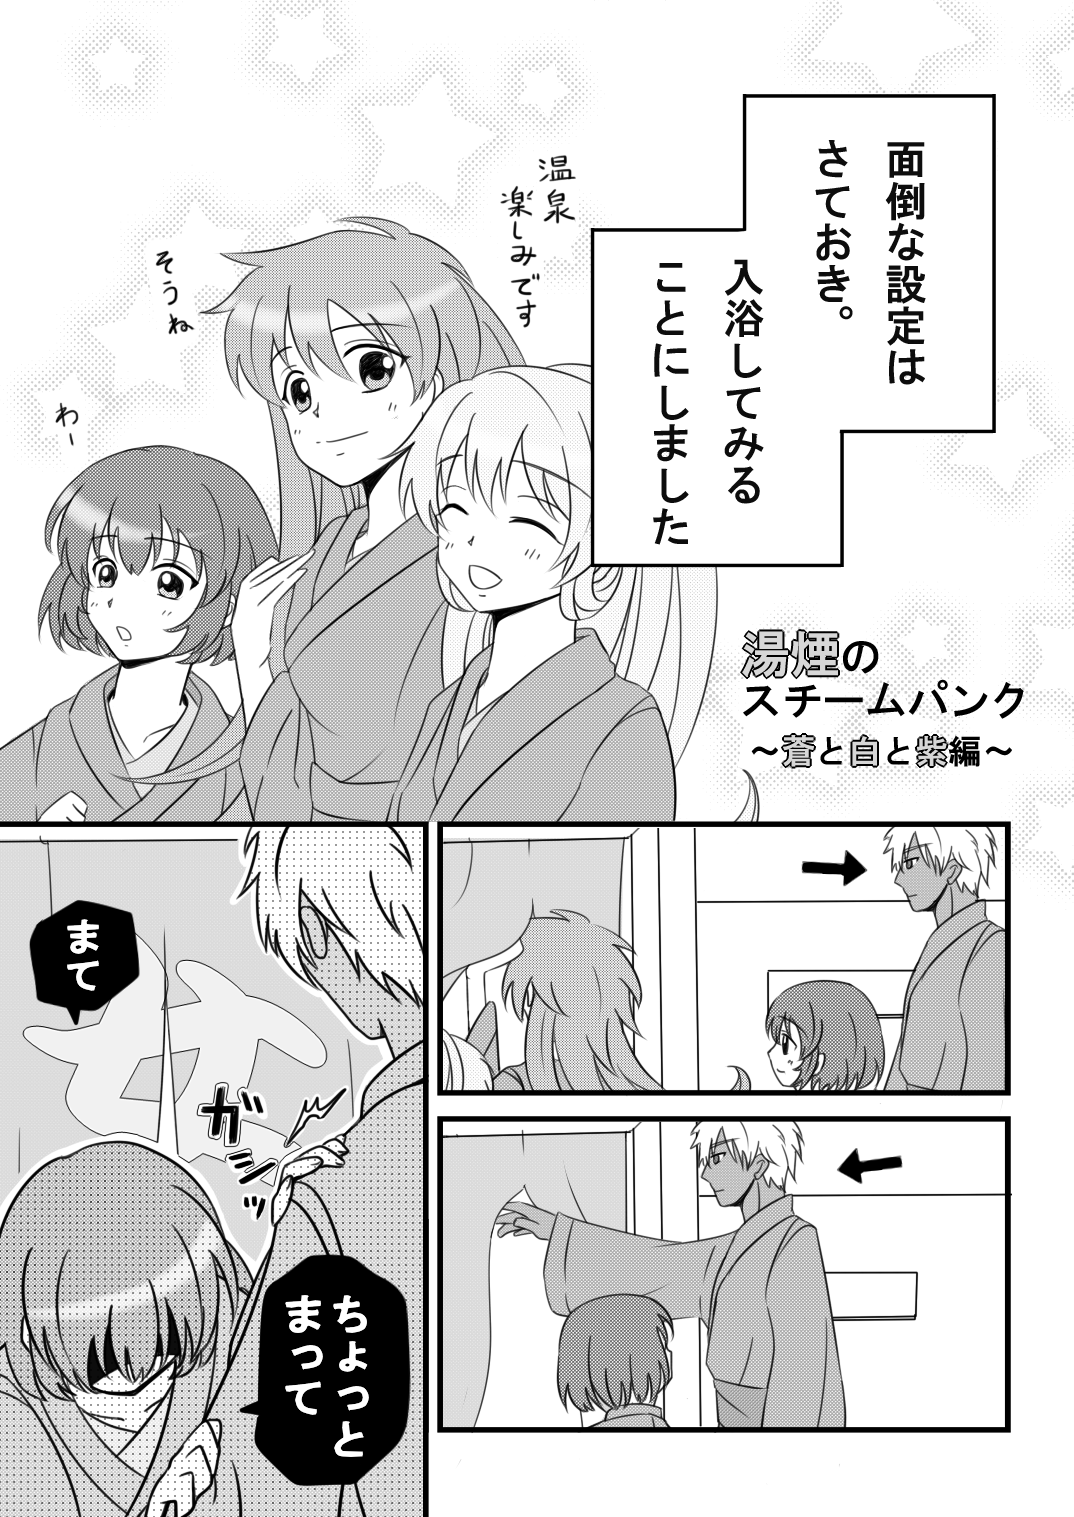 面倒な設定は
さておき。
入浴してみる
ことにしました
温泉
楽しみです
そうね
わー
湯煙の
スチームパンク
～蒼と白と紫編～
まて
ガシッ
ちょっと
まって